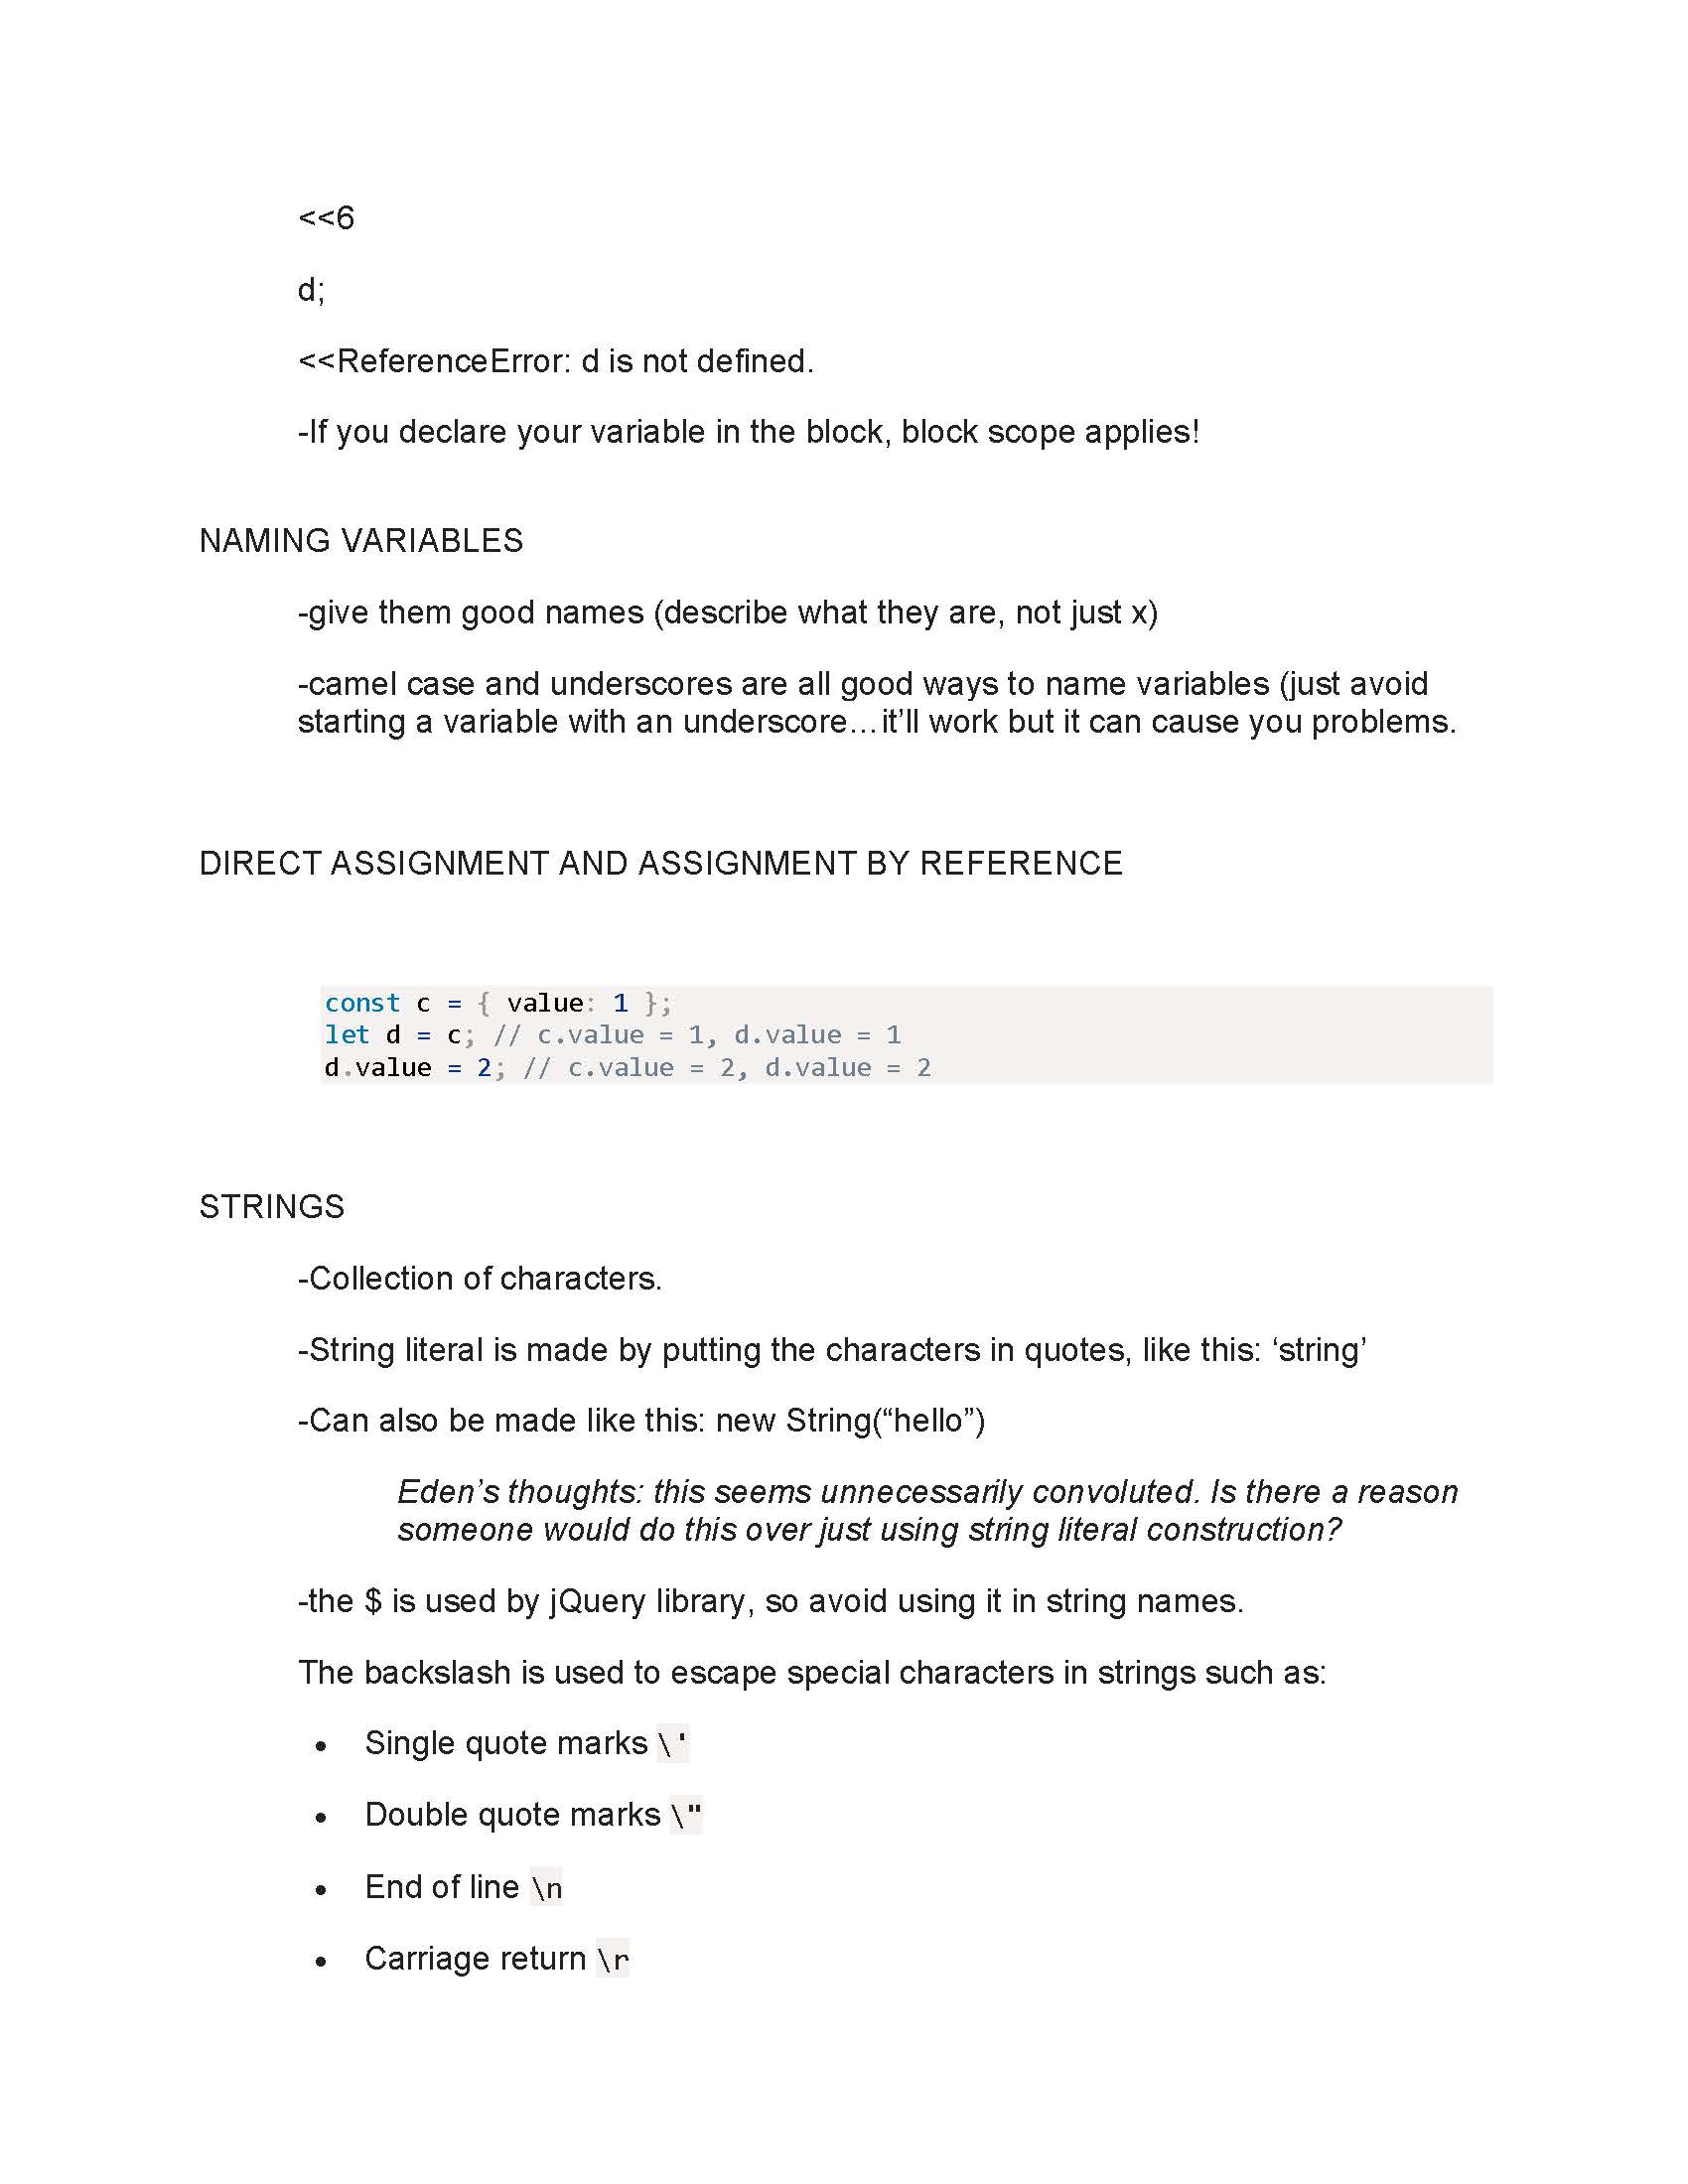 <<6
d;
<<ReferenceError: d is not defined.
-If you declare your variable in the block, block scope applies!
NAMING VARIABLES
-give them good names (describe what they are, not just x)
-camel case and underscores are all good ways to name variables (just avoid
starting a variable with an underscore…it’ll work but it can cause you problems.
DIRECT ASSIGNMENT AND ASSIGNMENT BY REFERENCE
const c = { value: 1 };
let d = c; // c.value = 1, d.value = 1
d.value = 2; // c.value = 2, d.value = 2
STRINGS
-Collection of characters.
-String literal is made by putting the characters in quotes, like this: ‘string’
-Can also be made like this: new String(“hello”)
Eden’s thoughts: this seems unnecessarily convoluted. Is there a reason
someone would do this over just using string literal construction?
-the $ is used by jQuery library, so avoid using it in string names.
The backslash is used to escape special characters in strings such as:
• Single quote marks \'
• Double quote marks \"
• End of line \n
• Carriage return \r